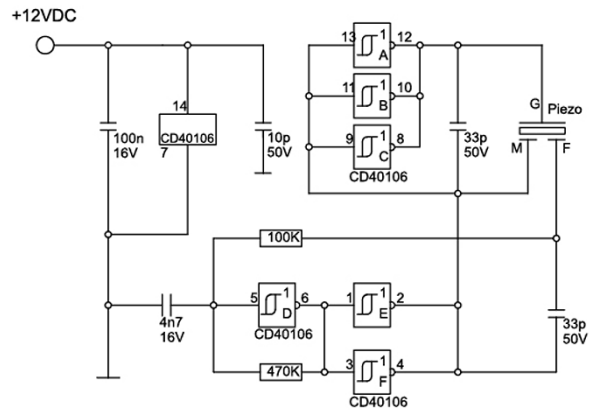 +12VDC
13
1
12
A
11
1
10
B
9
1
8
C
CD40106
14
CD40106
7
100n
16V
10p
50V
33p
50V
G
Piezo
M
F
100K
4n7
16V
5
1
6
D
CD40106
1
1
2
E
470K
3
1
4
F
CD40106
33p
50V